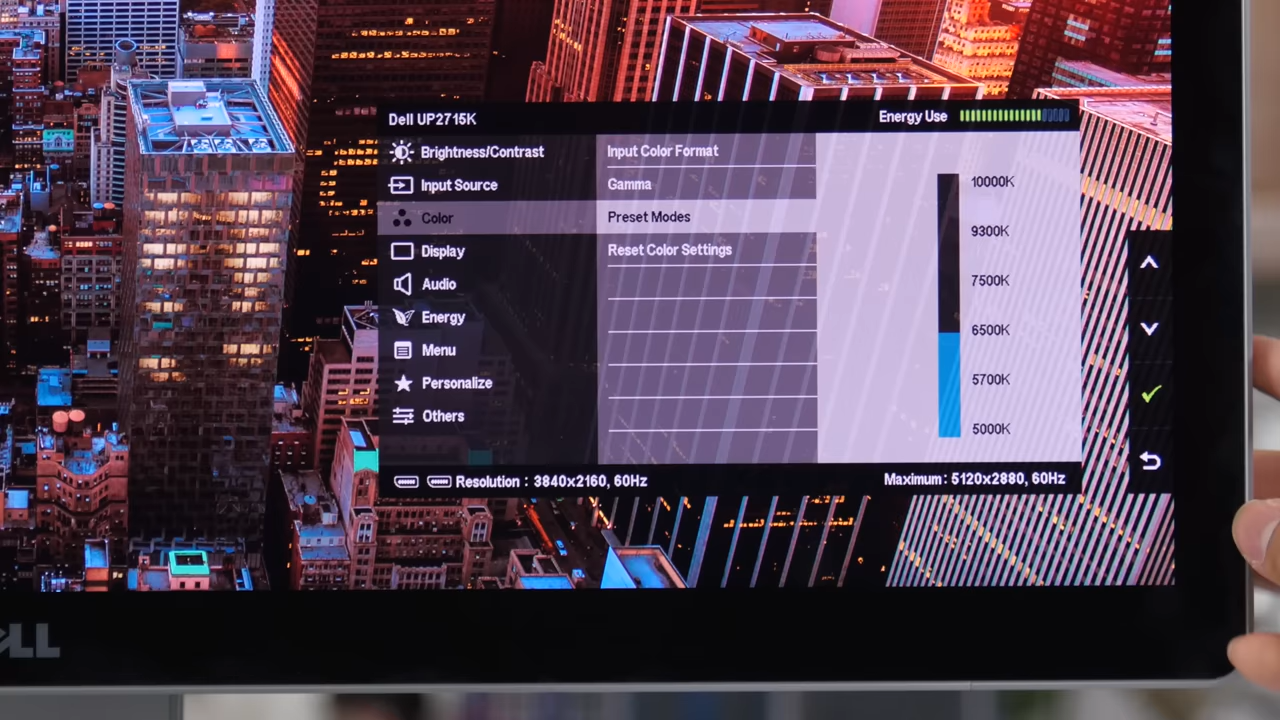 Dell UP2715K
Energy Use
Brightness/Contrast
Input Source
Color
Display
Audio
Energy
Menu
Personalize
Others
Input Color Format
Gamma
Preset Modes
Reset Color Settings
10000K
9300K
7500K
6500K
5700K
5000K
Resolution : 3840x2160, 60Hz
Maximum: 5120x2880, 60Hz
ELL